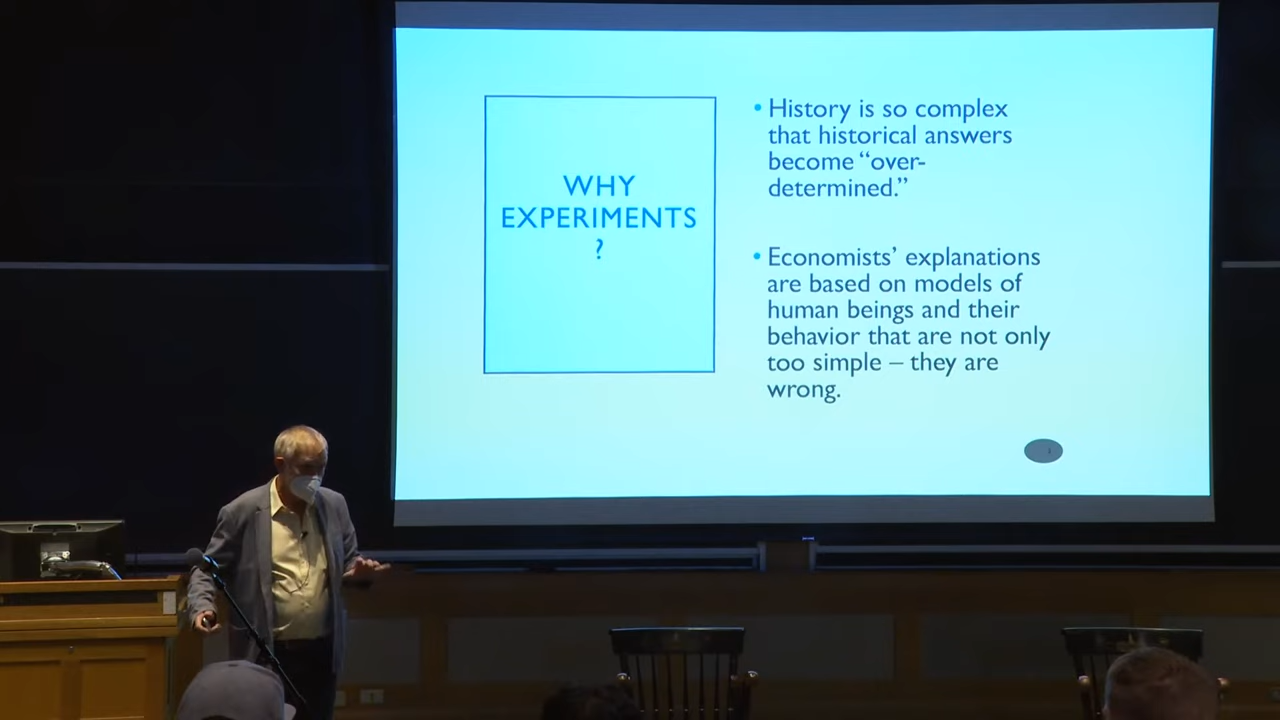 WHY
EXPERIMENTS
?
• History is so complex
that historical answers
become “over-
determined.”
• Economists’ explanations
are based on models of
human beings and their
behavior that are not only
too simple – they are
wrong.